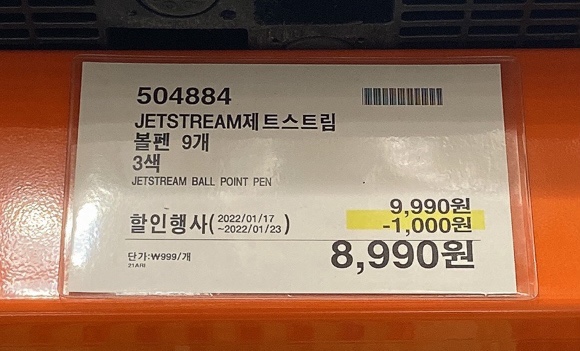 504884
JETSTREAM제트스트림
볼펜 9개
3색
JETSTREAM BALL POINT PEN
9,990원
할인행사(2022/01/17 ~2022/01/23) -1,000원
8,990원
단가:₩999/개
21ARI